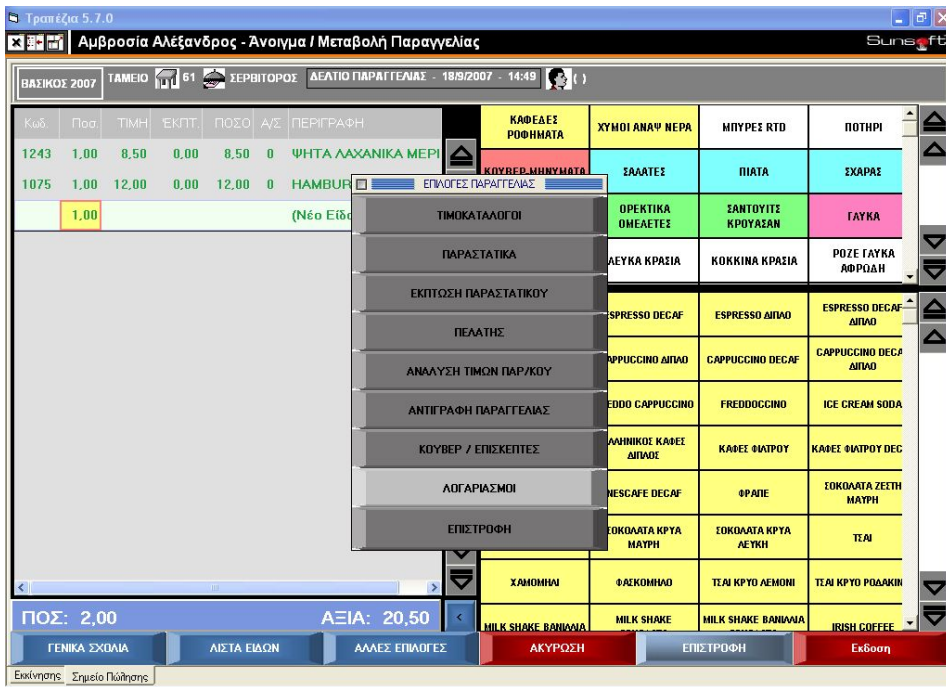 Τραπέζια 5.7.0
Αμβροσία Αλέξανδρος - Άνοιγμα / Μεταβολή Παραγγελίας
Sunsoft
ΒΑΣΙΚΟΣ 2007 ΤΑΜΕΙΟ 61 ΣΕΡΒΙΤΟΡΟΣ ΔΕΛΤΙΟ ΠΑΡΑΓΓΕΛΙΑΣ - 18/9/2007 - 14:49 ( )
Κωδ. Ποσ. ΤΙΜΗ ΈΚΠΤ. ΠΟΣΟ Α/Σ ΠΕΡΙΓΡΑΦΗ
1243 1,00 8,50 0,00 8,50 0 ΨΗΤΑ ΛΑΧΑΝΙΚΑ ΜΕΡΙ
1075 1,00 12,00 0,00 12,00 0 HAMBUR
1,00 (Νέο Είδο
ΕΠΙΛΟΓΕΣ ΠΑΡΑΓΓΕΛΙΑΣ
ΤΙΜΟΚΑΤΑΛΟΓΟΙ
ΠΑΡΑΣΤΑΤΙΚΑ
ΕΚΠΤΩΣΗ ΠΑΡΑΣΤΑΤΙΚΟΥ
ΠΕΛΑΤΗΣ
ΑΝΑΛΥΣΗ ΤΙΜΩΝ ΠΑΡ/ΚΟΥ
ΑΝΤΙΓΡΑΦΗ ΠΑΡΑΓΓΕΛΙΑΣ
ΚΟΥΒΕΡ / ΕΠΙΣΚΕΠΤΕΣ
ΛΟΓΑΡΙΑΣΜΟΙ
ΕΠΙΣΤΡΟΦΗ
ΚΑΦΕΔΕΣ
ΡΟΦΗΜΑΤΑ
ΧΥΜΟΙ ΑΝΑΨ ΝΕΡΑ
ΜΠΥΡΕΣ RTD
ΠΟΤΗΡΙ
ΚΟΥΒΕΡ-ΜΗΝΥΜΑΤΑ
ΣΑΛΑΤΕΣ
ΠΙΑΤΑ
ΣΧΑΡΑΣ
ΟΡΕΚΤΙΚΑ
ΟΜΕΛΕΤΕΣ
ΣΑΝΤΟΥΙΤΣ
ΚΡΟΥΑΣΑΝ
ΓΛΥΚΑ
ΛΕΥΚΑ ΚΡΑΣΙΑ
ΚΟΚΚΙΝΑ ΚΡΑΣΙΑ
ΡΟΖΕ ΓΛΥΚΑ
ΑΦΡΩΔΗ
ESPRESSO DECAF
ESPRESSO ΔΙΠΛΟ
ESPRESSO DECAF
ΔΙΠΛΟ
APPUCCINO ΔΙΠΛΟ
CAPPUCCINO DECAF
CAPPUCCINO DECA
ΔΙΠΛΟ
EDDO CAPPUCCINO
FREDDOCCINO
ICE CREAM SODA
ΛΛΗΝΙΚΟΣ ΚΑΦΕΣ
ΔΙΠΛΟΣ
ΚΑΦΕΣ ΦΙΛΤΡΟΥ
ΚΑΦΕΣ ΦΙΛΤΡΟΥ DEC
NESCAFE DECAF
ΦΡΑΠΕ
ΣΟΚΟΛΑΤΑ ΖΕΣΤΗ
ΜΑΥΡΗ
ΣΟΚΟΛΑΤΑ ΚΡΥΑ
ΜΑΥΡΗ
ΣΟΚΟΛΑΤΑ ΚΡΥΑ
ΛΕΥΚΗ
ΤΣΑΙ
ΧΑΜΟΜΗΛΙ
ΦΑΣΚΟΜΗΛΟ
ΤΣΑΙ ΚΡΥΟ ΛΕΜΟΝΙ
ΤΣΑΙ ΚΡΥΟ ΡΟΔΑΚΙΝ
MILK SHAKE ΒΑΝΙΛΛΙΑ
MILK SHAKE
MILK SHAKE ΒΑΝΙΛΛΙΑ
IRISH COFFEE
ΠΟΣ: 2,00 ΑΞΙΑ: 20,50
ΓΕΝΙΚΑ ΣΧΟΛΙΑ ΛΙΣΤΑ ΕΙΔΩΝ ΑΛΛΕΣ ΕΠΙΛΟΓΕΣ ΑΚΥΡΩΣΗ ΕΠΙΣΤΡΟΦΗ Εκδοση
Εκκίνησης Σημείο Πώλησης